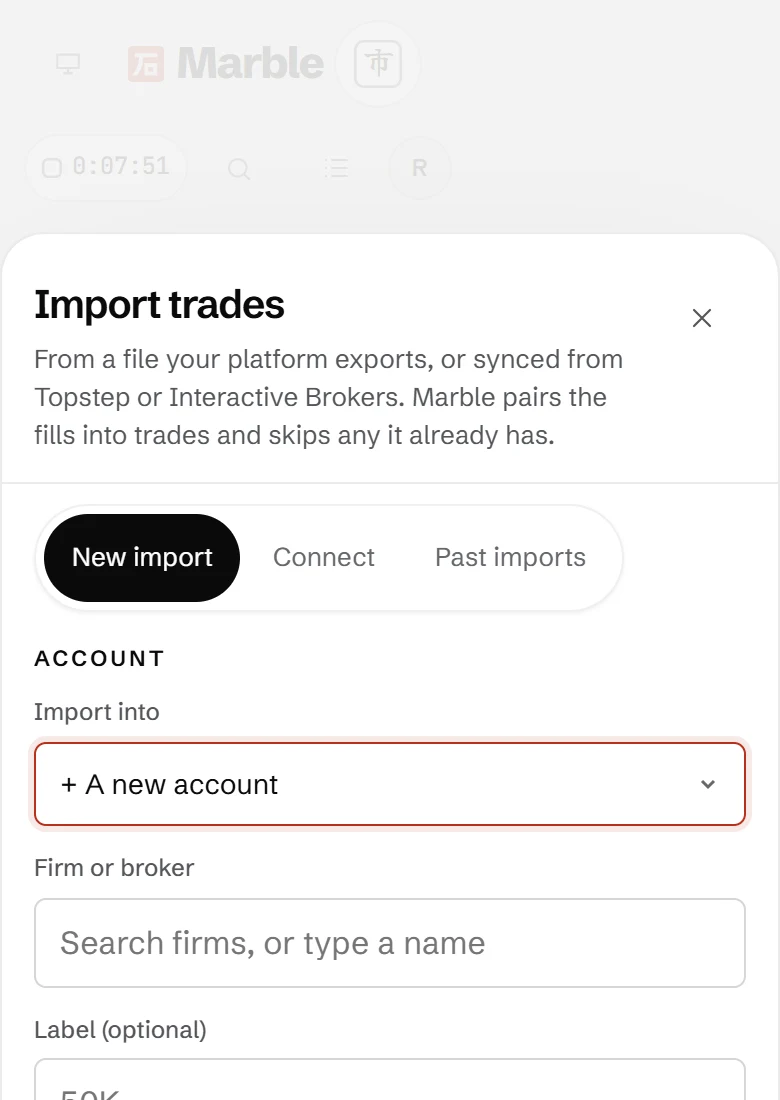 石 Marble 市
0:07:51 R
Import trades
From a file your platform exports, or synced from
Topstep or Interactive Brokers. Marble pairs the
fills into trades and skips any it already has.
New import Connect Past imports
ACCOUNT
Import into
+ A new account
Firm or broker
Search firms, or type a name
Label (optional)
50K